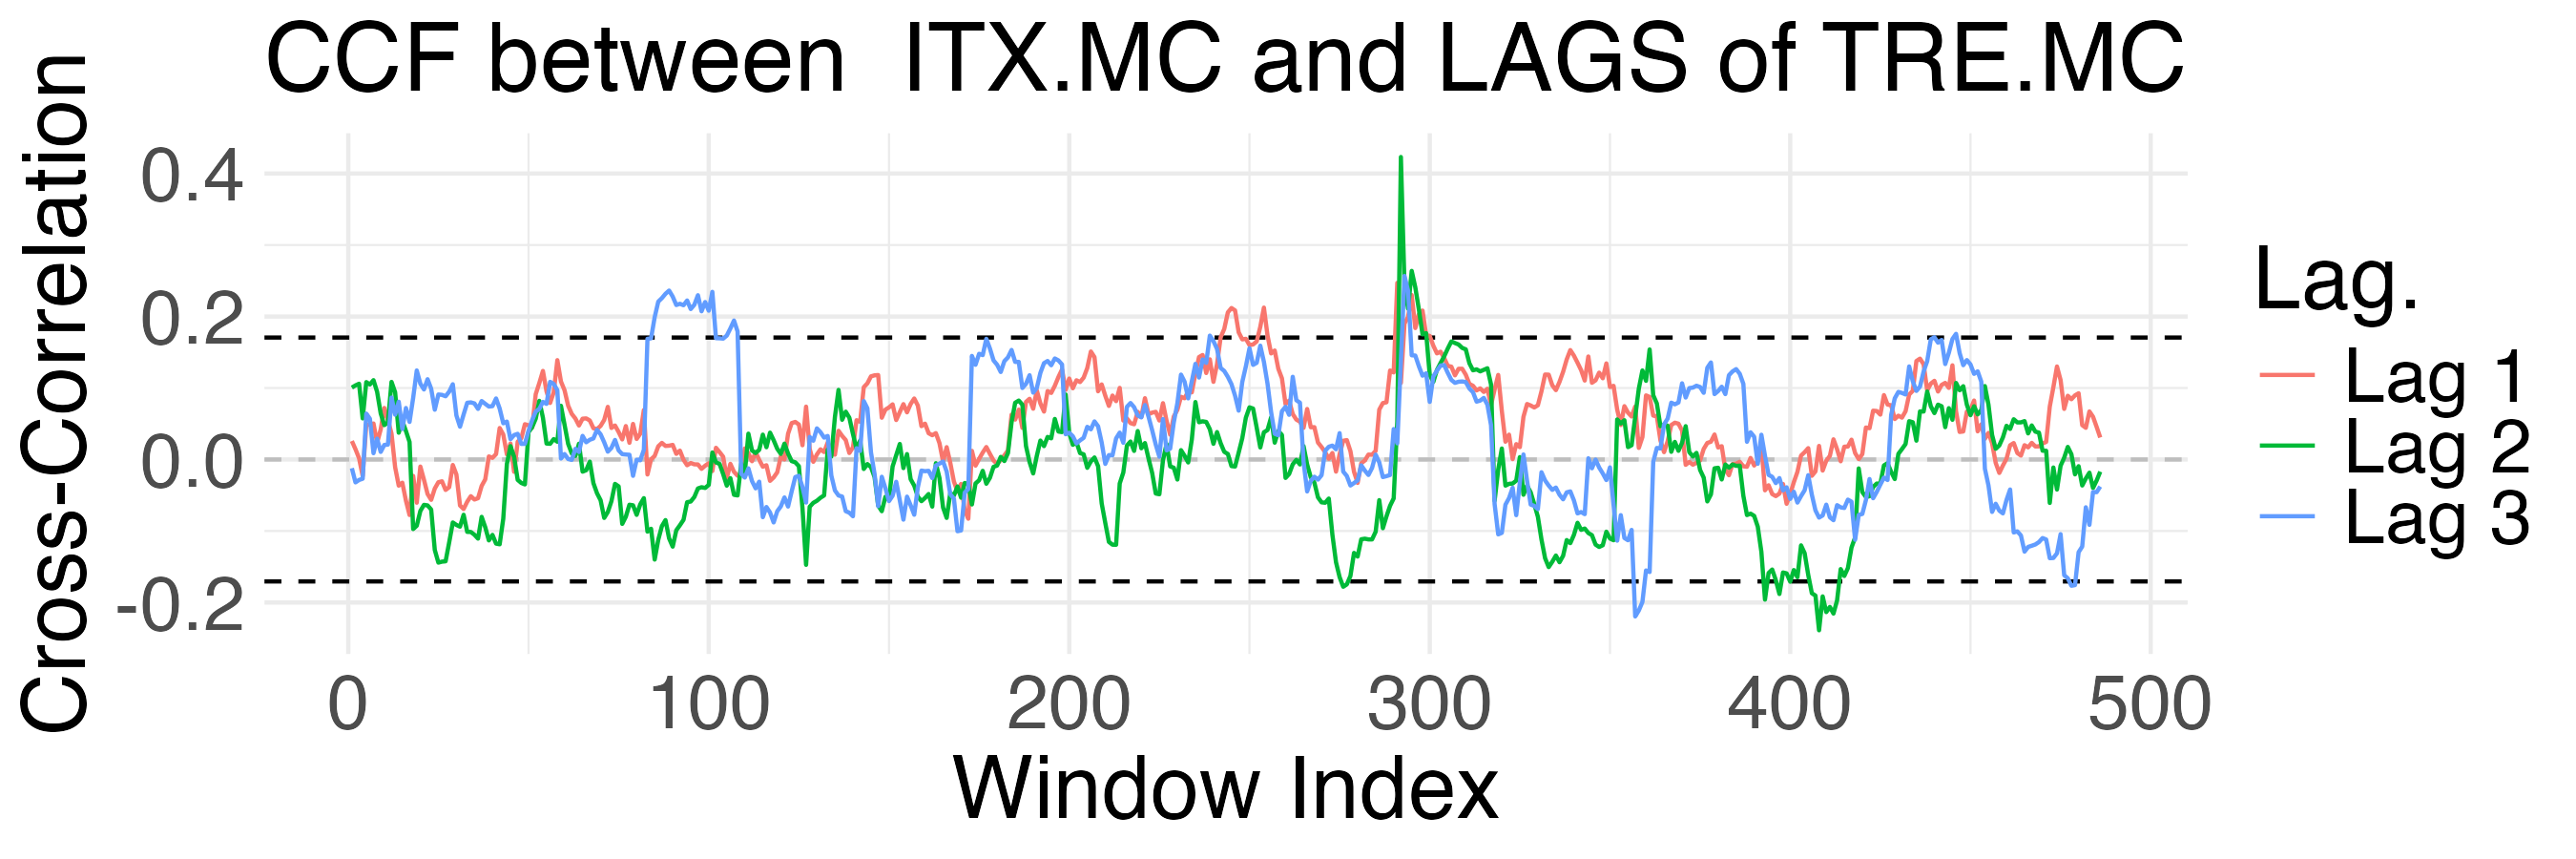 CCF between  ITX.MC and LAGS of TRE.MC
Cross-Correlation
0.4
0.2
0.0
-0.2
0 100 200 300 400 500
Window Index
Lag.
Lag 1
Lag 2
Lag 3